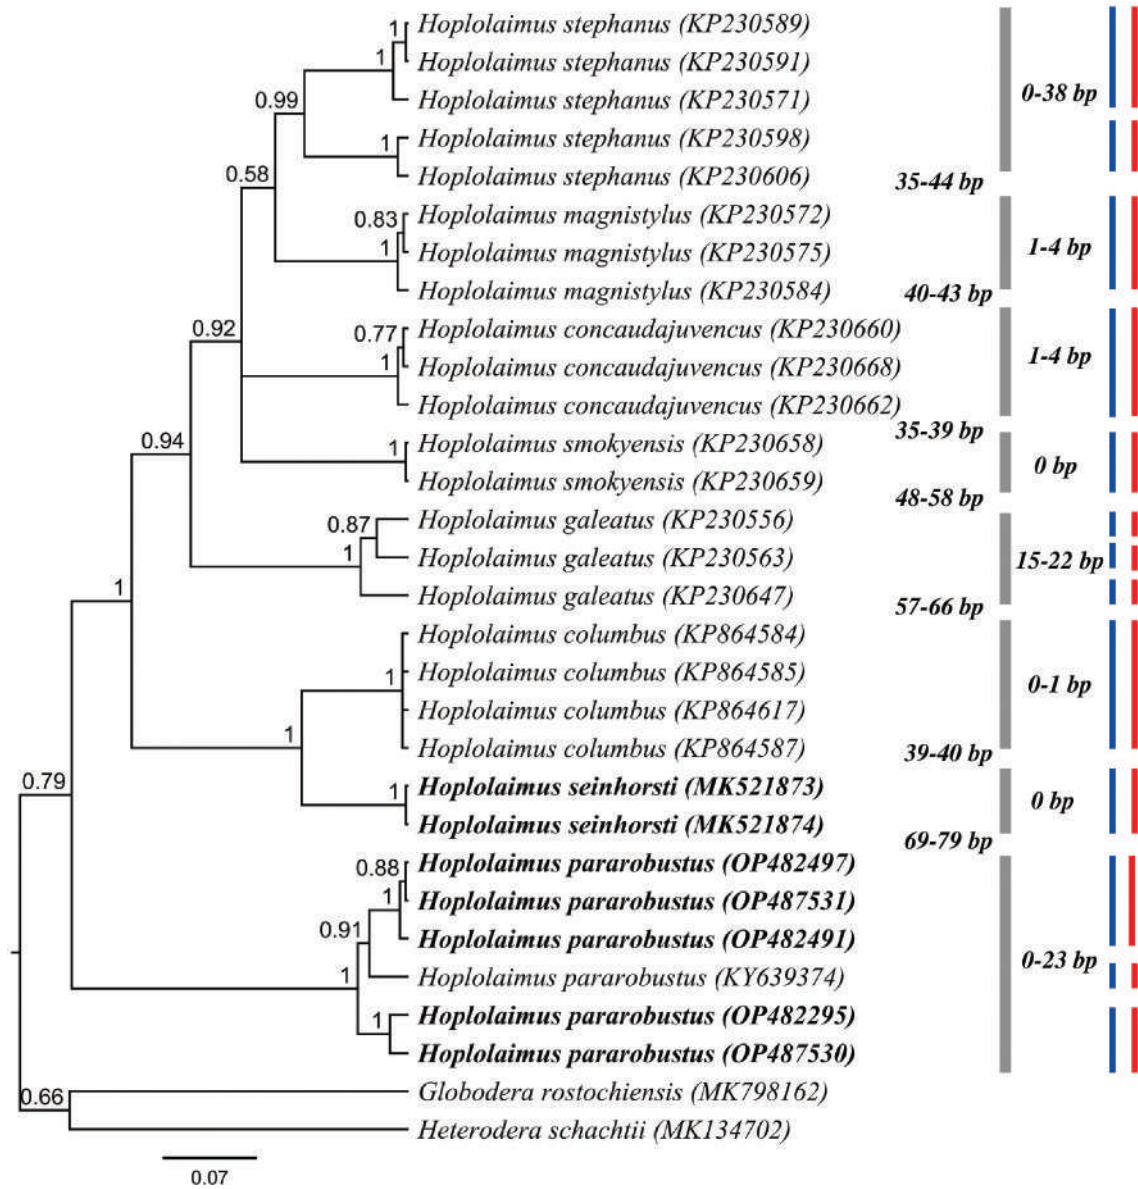 1 Hoplolaimus stephanus (KP230589)
1 Hoplolaimus stephanus (KP230591)
0.99 Hoplolaimus stephanus (KP230571) 0-38 bp
1 Hoplolaimus stephanus (KP230598)
0.58 Hoplolaimus stephanus (KP230606) 35-44 bp
0.83 Hoplolaimus magnistylus (KP230572)
1 Hoplolaimus magnistylus (KP230575) 1-4 bp
Hoplolaimus magnistylus (KP230584) 40-43 bp
0.92 0.77 Hoplolaimus concaudajuvencus (KP230660)
1 Hoplolaimus concaudajuvencus (KP230668) 1-4 bp
Hoplolaimus concaudajuvencus (KP230662)
35-39 bp
0.94 1 Hoplolaimus smokyensis (KP230658)
0 bp
Hoplolaimus smokyensis (KP230659) 48-58 bp
0.87 Hoplolaimus galeatus (KP230556)
1 Hoplolaimus galeatus (KP230563) 15-22 bp
1 Hoplolaimus galeatus (KP230647) 57-66 bp
Hoplolaimus columbus (KP864584)
1 Hoplolaimus columbus (KP864585) 0-1 bp
Hoplolaimus columbus (KP864617)
1 Hoplolaimus columbus (KP864587) 39-40 bp
0.79 1 Hoplolaimus seinhorsti (MK521873)
0 bp
Hoplolaimus seinhorsti (MK521874) 69-79 bp
0.88 Hoplolaimus pararobustus (OP482497)
1 Hoplolaimus pararobustus (OP487531)
0.91 Hoplolaimus pararobustus (OP482491)
0-23 bp
1 Hoplolaimus pararobustus (KY639374)
1 Hoplolaimus pararobustus (OP482295)
Hoplolaimus pararobustus (OP487530)
0.66 Globodera rostochiensis (MK798162)
Heterodera schachtii (MK134702)
0.07